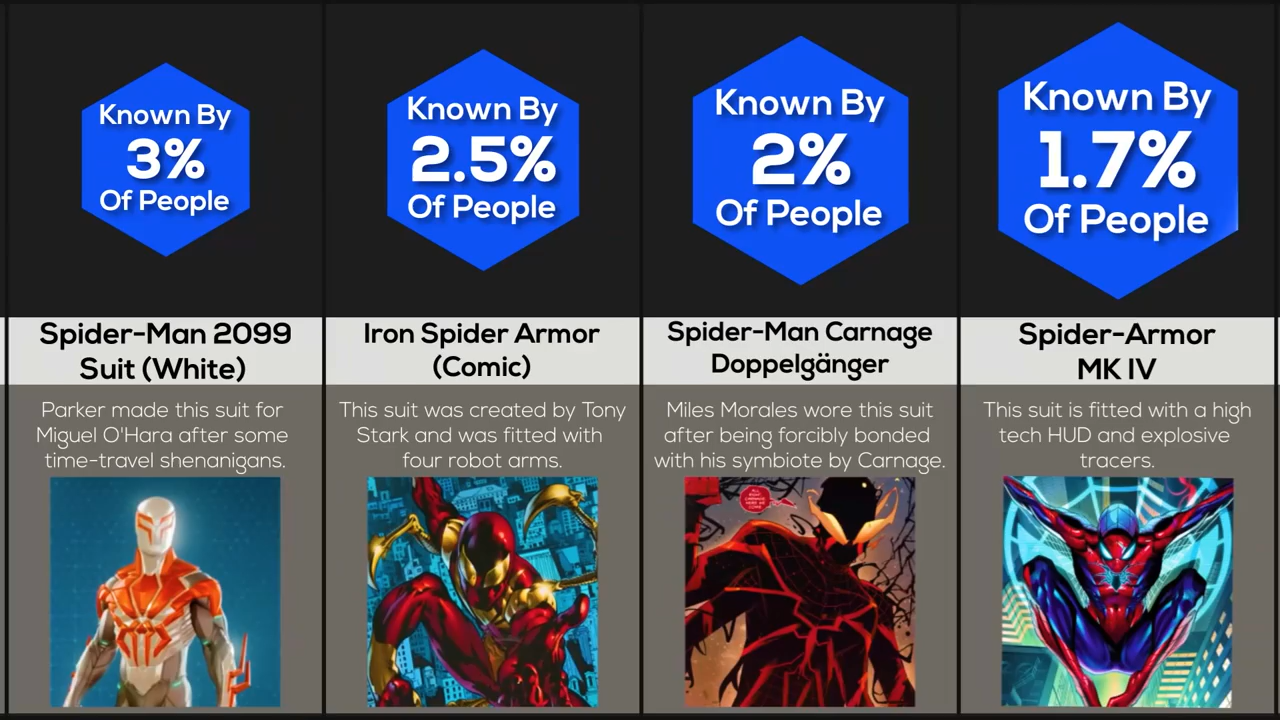 Known By
3%
Of People
Known By
2.5%
Of People
Known By
2%
Of People
Known By
1.7%
Of People
Spider-Man 2099
Suit (White)
Parker made this suit for
Miguel O'Hara after some
time-travel shenanigans.
Iron Spider Armor
(Comic)
This suit was created by Tony
Stark and was fitted with
four robot arms.
Spider-Man Carnage
Doppelgänger
Miles Morales wore this suit
after being forcibly bonded
with his symbiote by Carnage.
Spider-Armor
MK IV
This suit is fitted with a high
tech HUD and explosive
tracers.